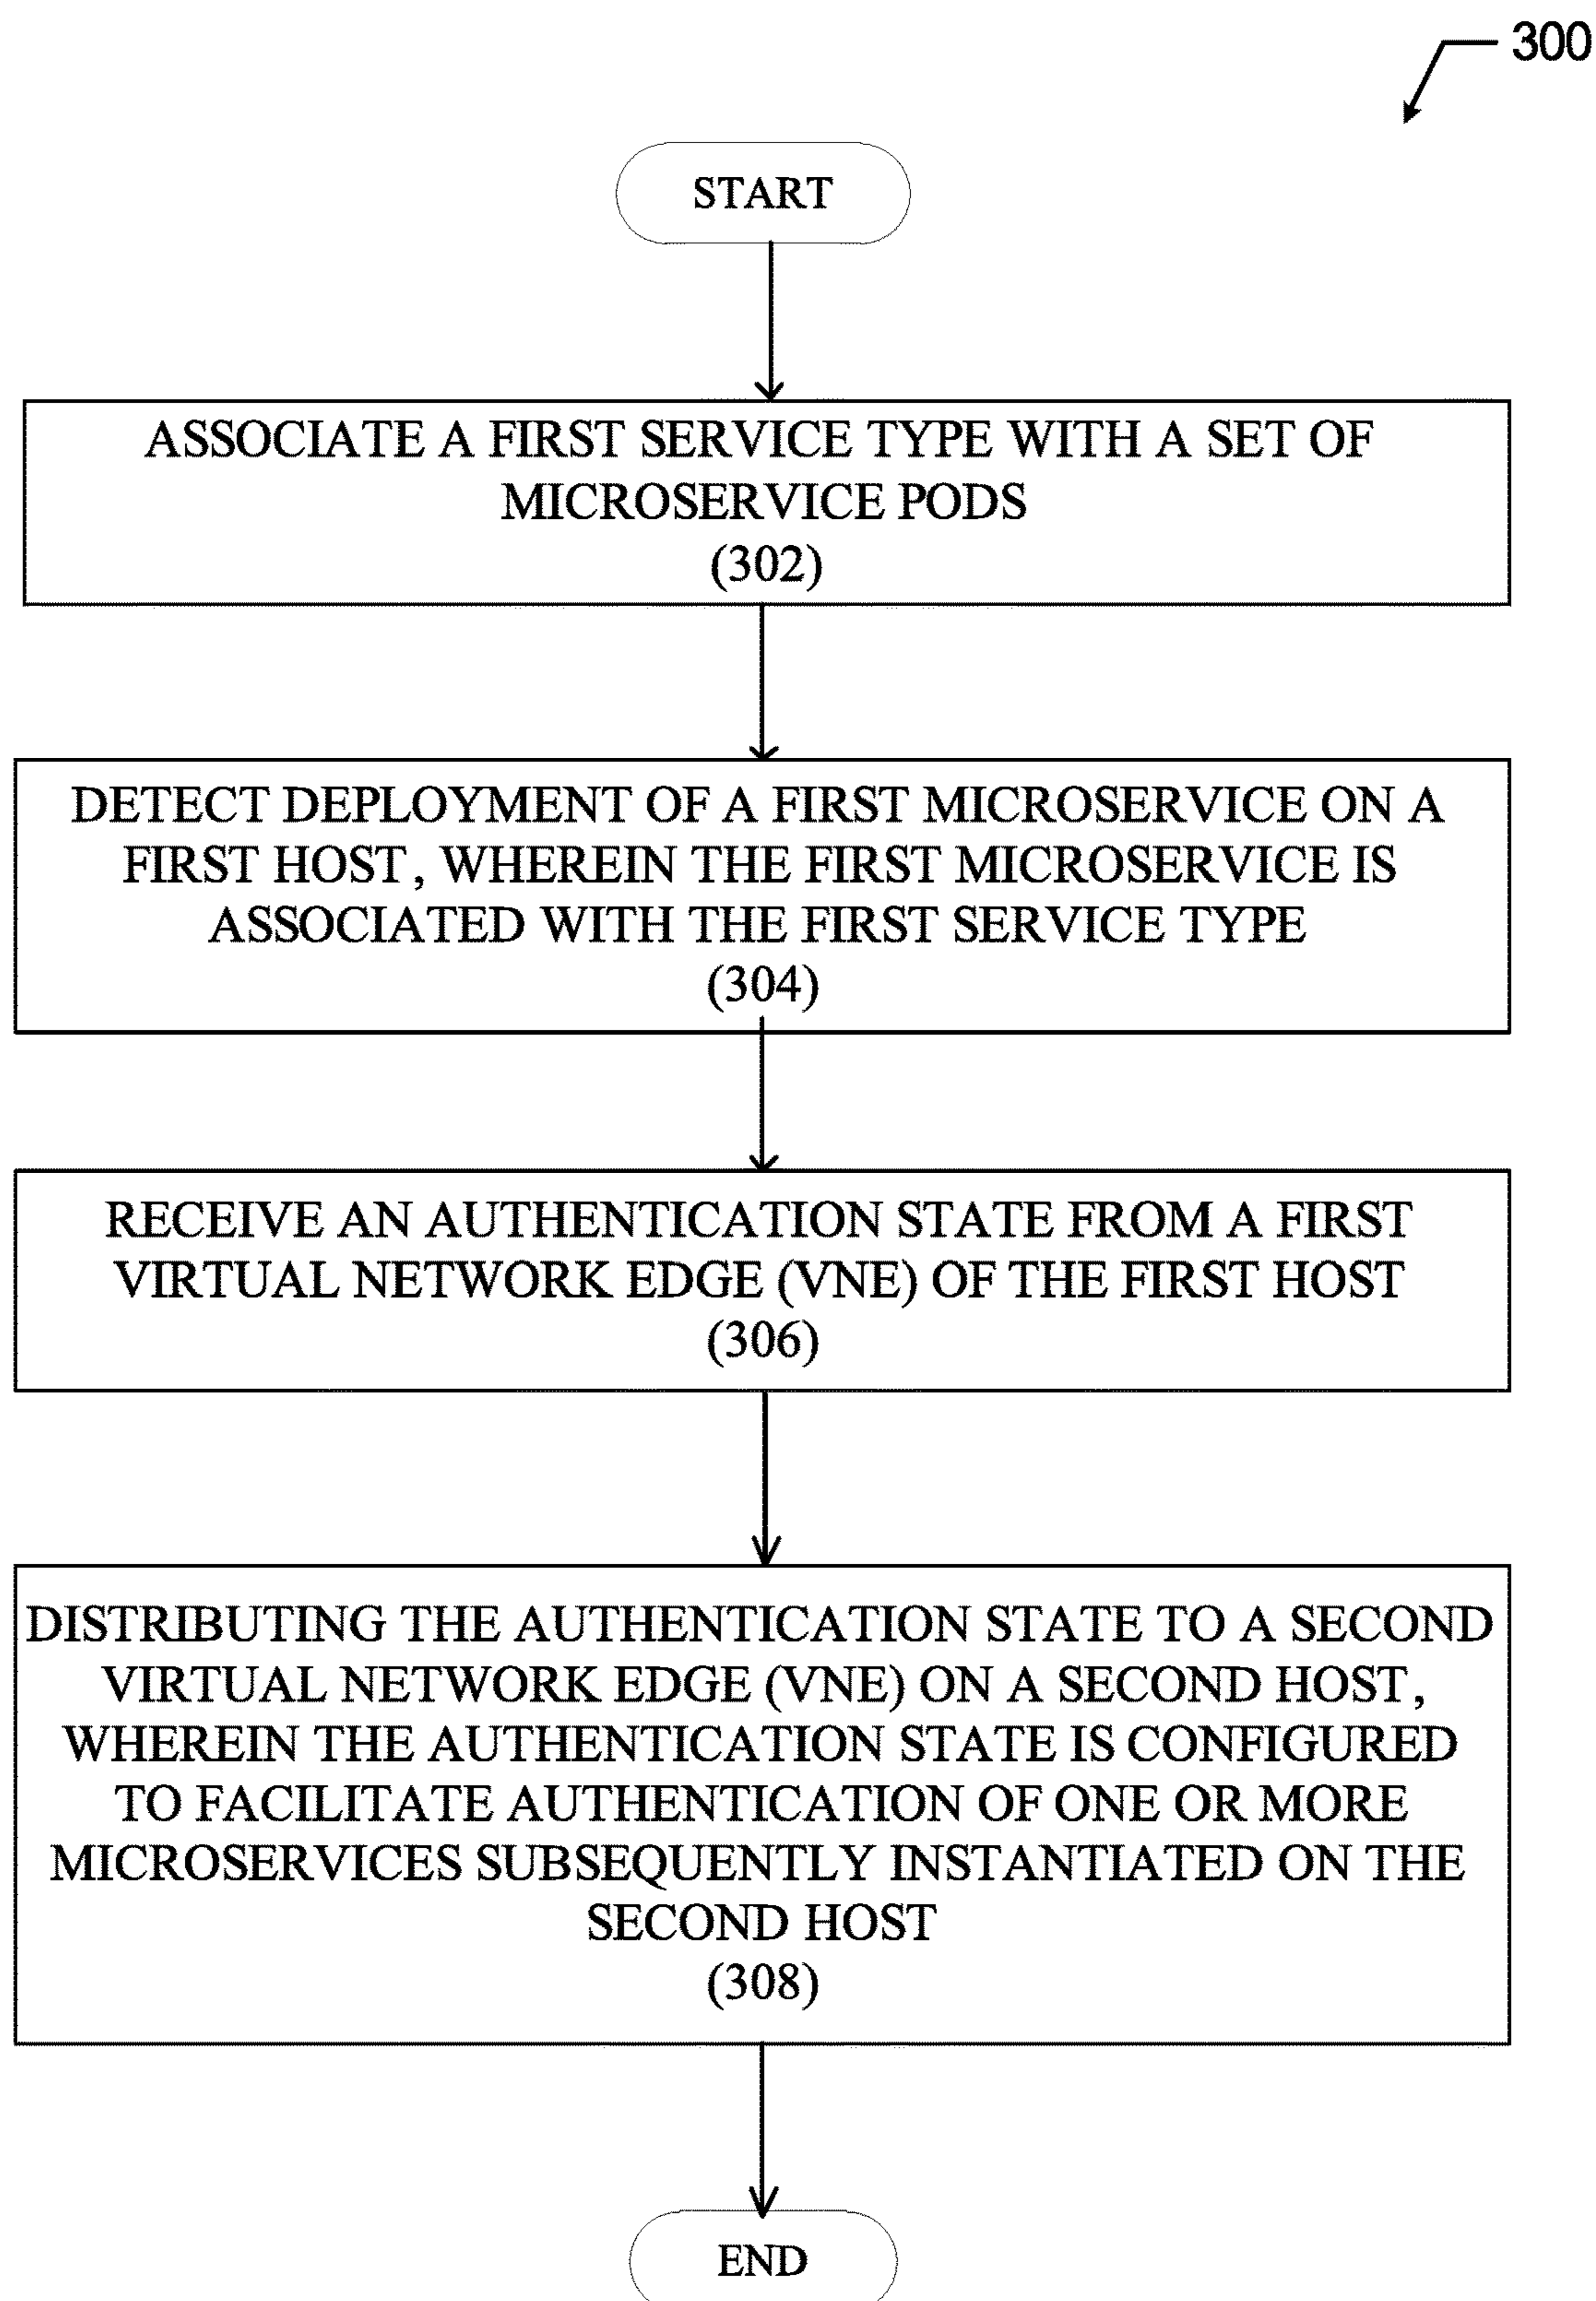 300
START
ASSOCIATE A FIRST SERVICE TYPE WITH A SET OF
MICROSERVICE PODS
(302)
DETECT DEPLOYMENT OF A FIRST MICROSERVICE ON A
FIRST HOST, WHEREIN THE FIRST MICROSERVICE IS
ASSOCIATED WITH THE FIRST SERVICE TYPE
(304)
RECEIVE AN AUTHENTICATION STATE FROM A FIRST
VIRTUAL NETWORK EDGE (VNE) OF THE FIRST HOST
(306)
DISTRIBUTING THE AUTHENTICATION STATE TO A SECOND
VIRTUAL NETWORK EDGE (VNE) ON A SECOND HOST,
WHEREIN THE AUTHENTICATION STATE IS CONFIGURED
TO FACILITATE AUTHENTICATION OF ONE OR MORE
MICROSERVICES SUBSEQUENTLY INSTANTIATED ON THE
SECOND HOST
(308)
END